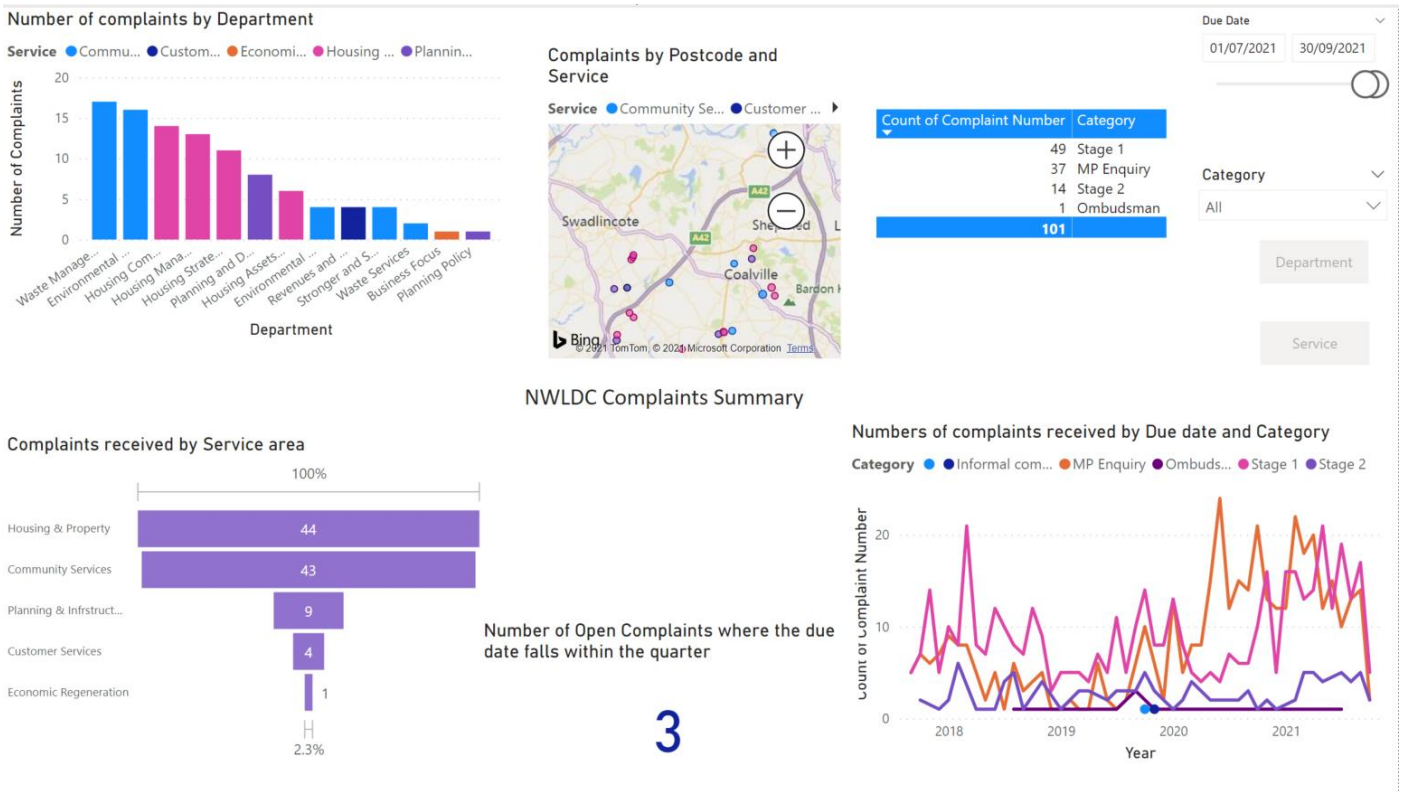 Number of complaints by Department
Service Commu... Custom... Economi... Housing ... Plannin...
Number of Complaints
20
15
10
5
0
Waste Manage...
Environmental ...
Housing Com...
Housing Mana...
Housing Strate...
Planning and D...
Housing Assets...
Environmental ...
Revenues and ...
Stronger and S...
Waste Services
Business Focus
Planning Policy
Department
Complaints by Postcode and
Service
Service Community Se... Customer ...
A42
Swadlincote
A42
L
Coalville
Bardon
Bing
© 2021 TomTom, © 2021 Microsoft Corporation Terms
Count of Complaint Number Category
49 Stage 1
37 MP Enquiry
14 Stage 2
1 Ombudsman
101
Due Date
01/07/2021 30/09/2021
Category
All
Department
Service
NWLDC Complaints Summary
Complaints received by Service area
100%
Housing & Property 44
Community Services 43
Planning & Infrstruct... 9
Customer Services 4
Economic Regeneration 1
2.3%
Number of Open Complaints where the due
date falls within the quarter
3
Numbers of complaints received by Due date and Category
Category Informal com... MP Enquiry Ombuds... Stage 1 Stage 2
Count of Complaint Number
20
10
0
2018 2019 2020 2021
Year